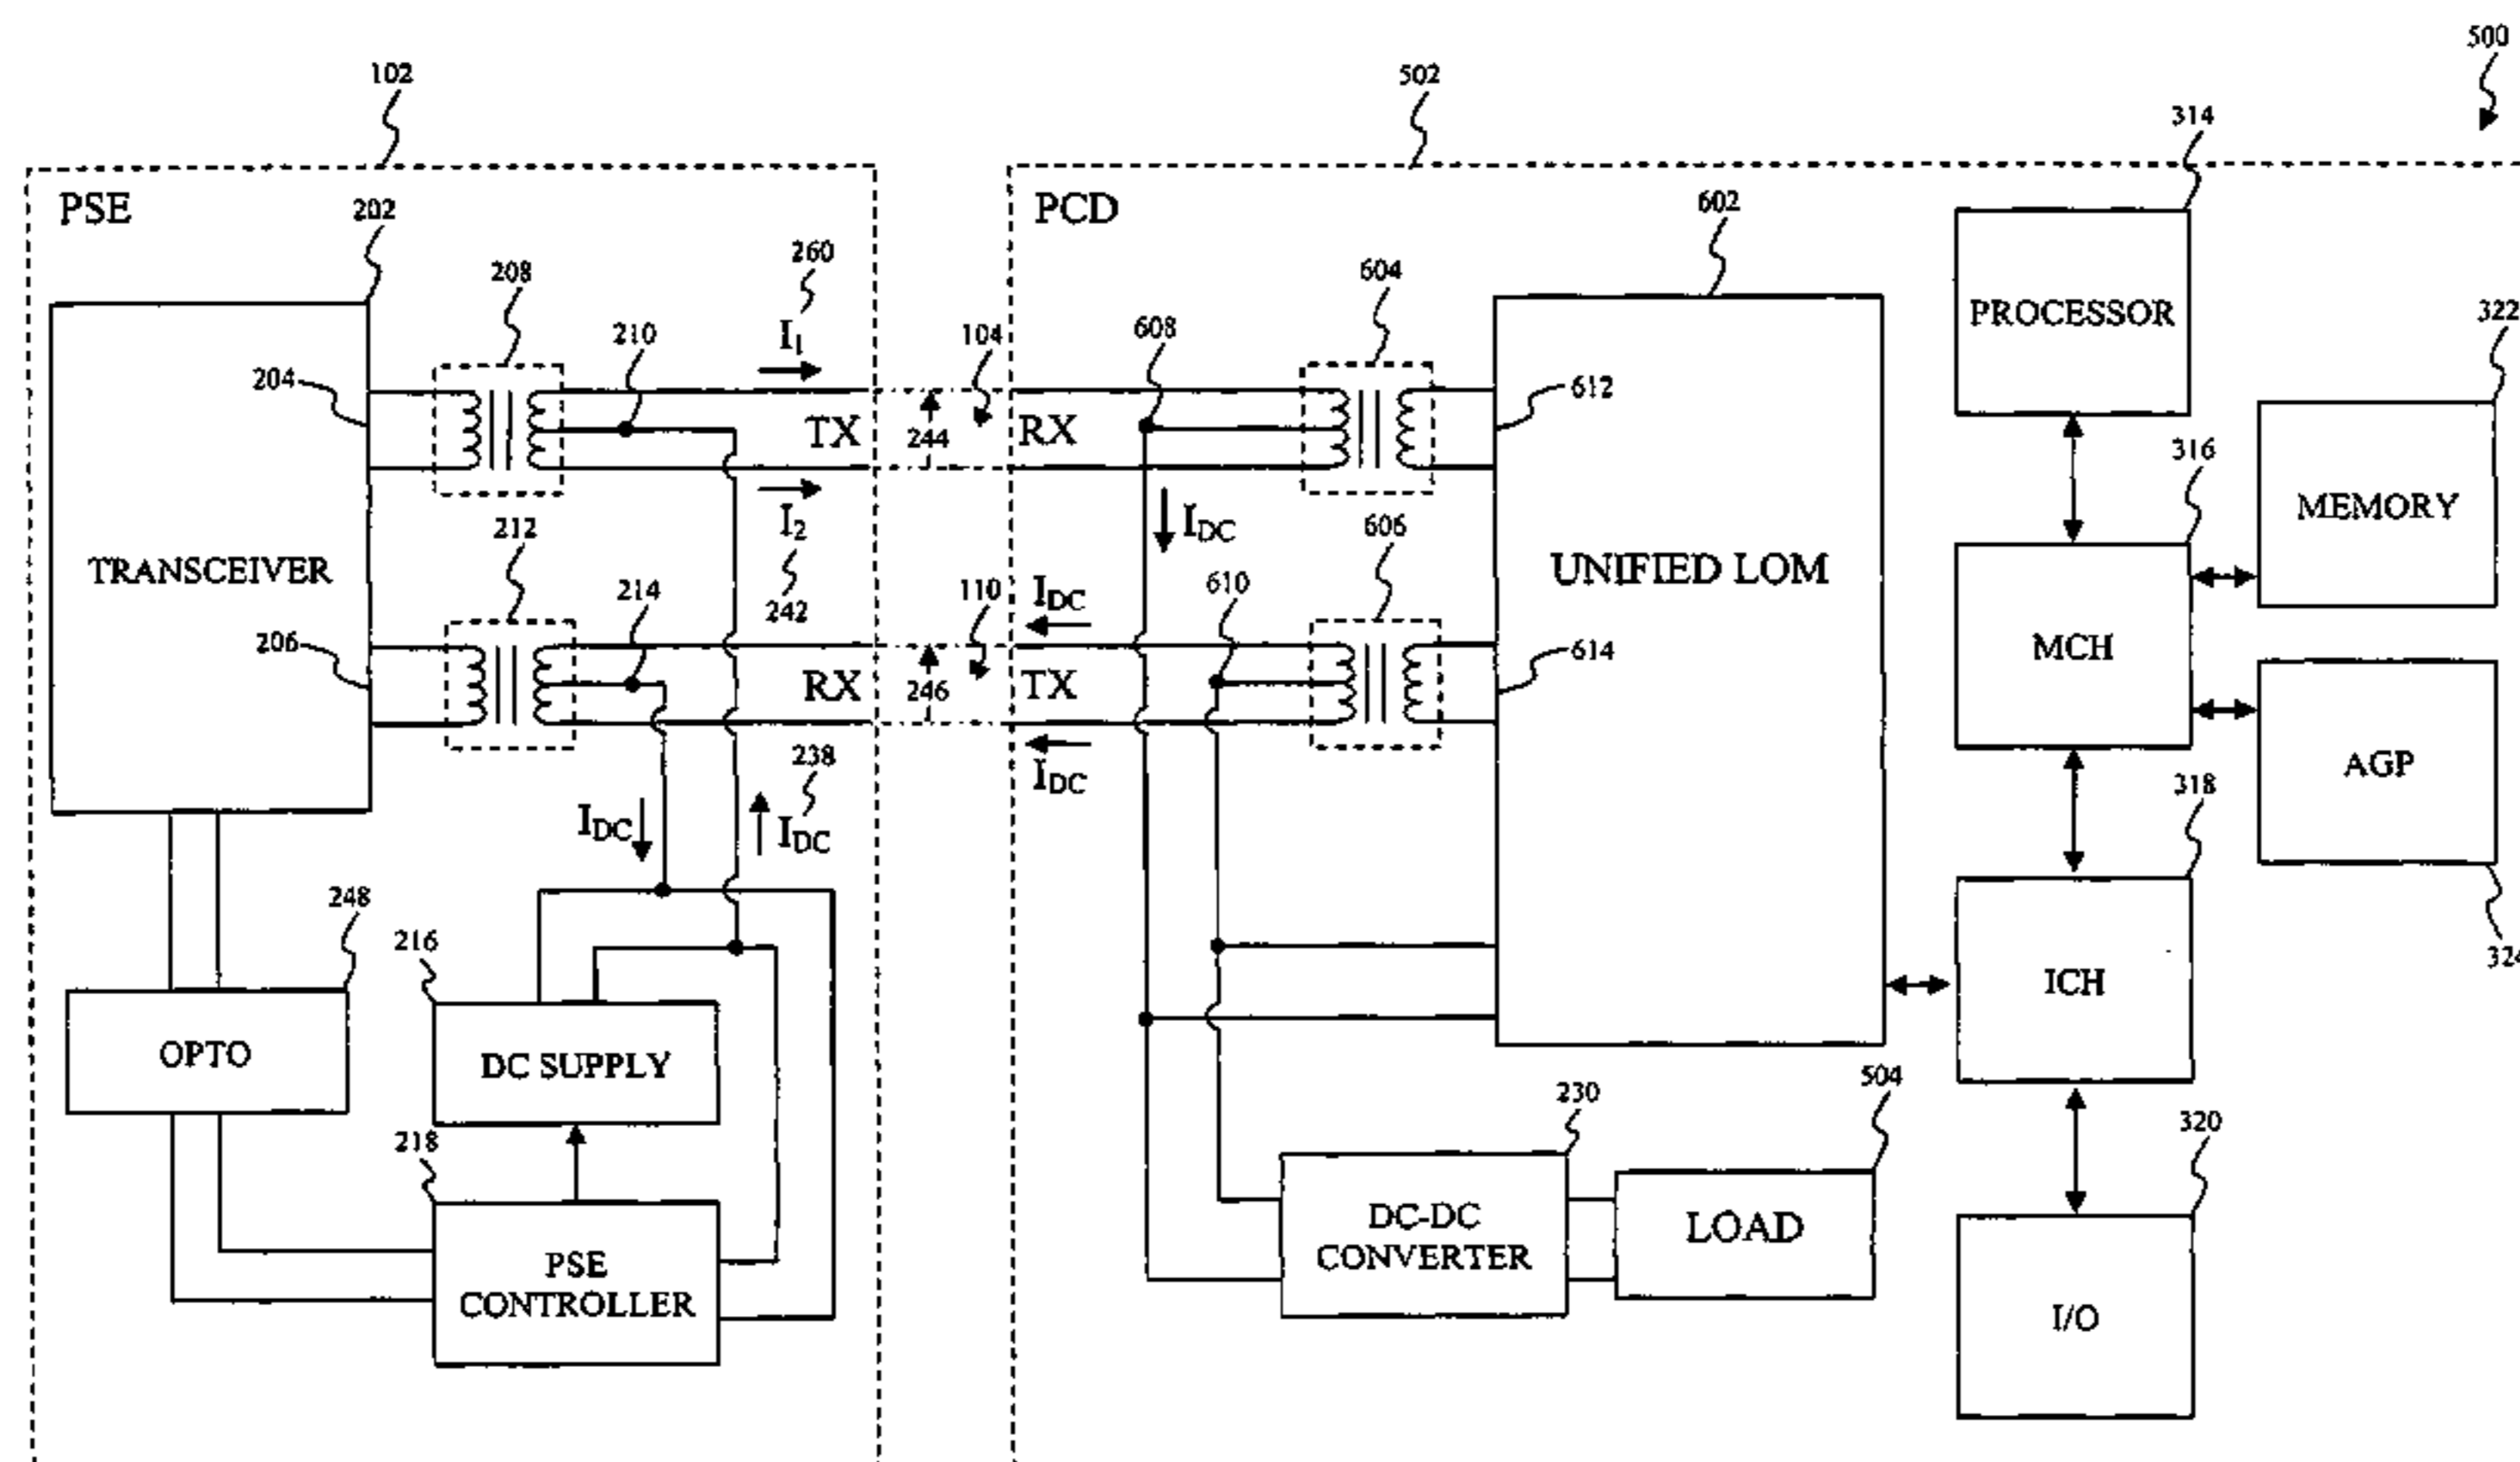 500
102
502
314
PSE
PCD
202
602
260
208
604
322
I1
210
104
608
PROCESSOR
204
612
TX
244
RX
316
I2
IDC
MEMORY
212
606
TRANSCEIVER
242
UNIFIED LOM
214
110
IDC
610
206
614
MCH
RX
246
TX
238
IDC
AGP
318
IDC
IDC
248
216
324
ICH
OPTO
DC SUPPLY
504
230
218
320
DC-DC
CONVERTER
LOAD
PSE
CONTROLLER
I/O